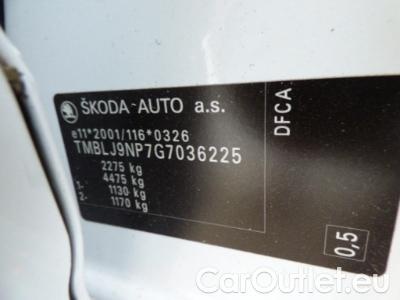 ŠKODA AUTO a.s.
e11*2001/116*0326
TMBLJ9NP7G7036225
2275 kg
4475 kg
1- 1130 kg
2- 1170 kg
DFCA
0,5
CarOutlet.eu